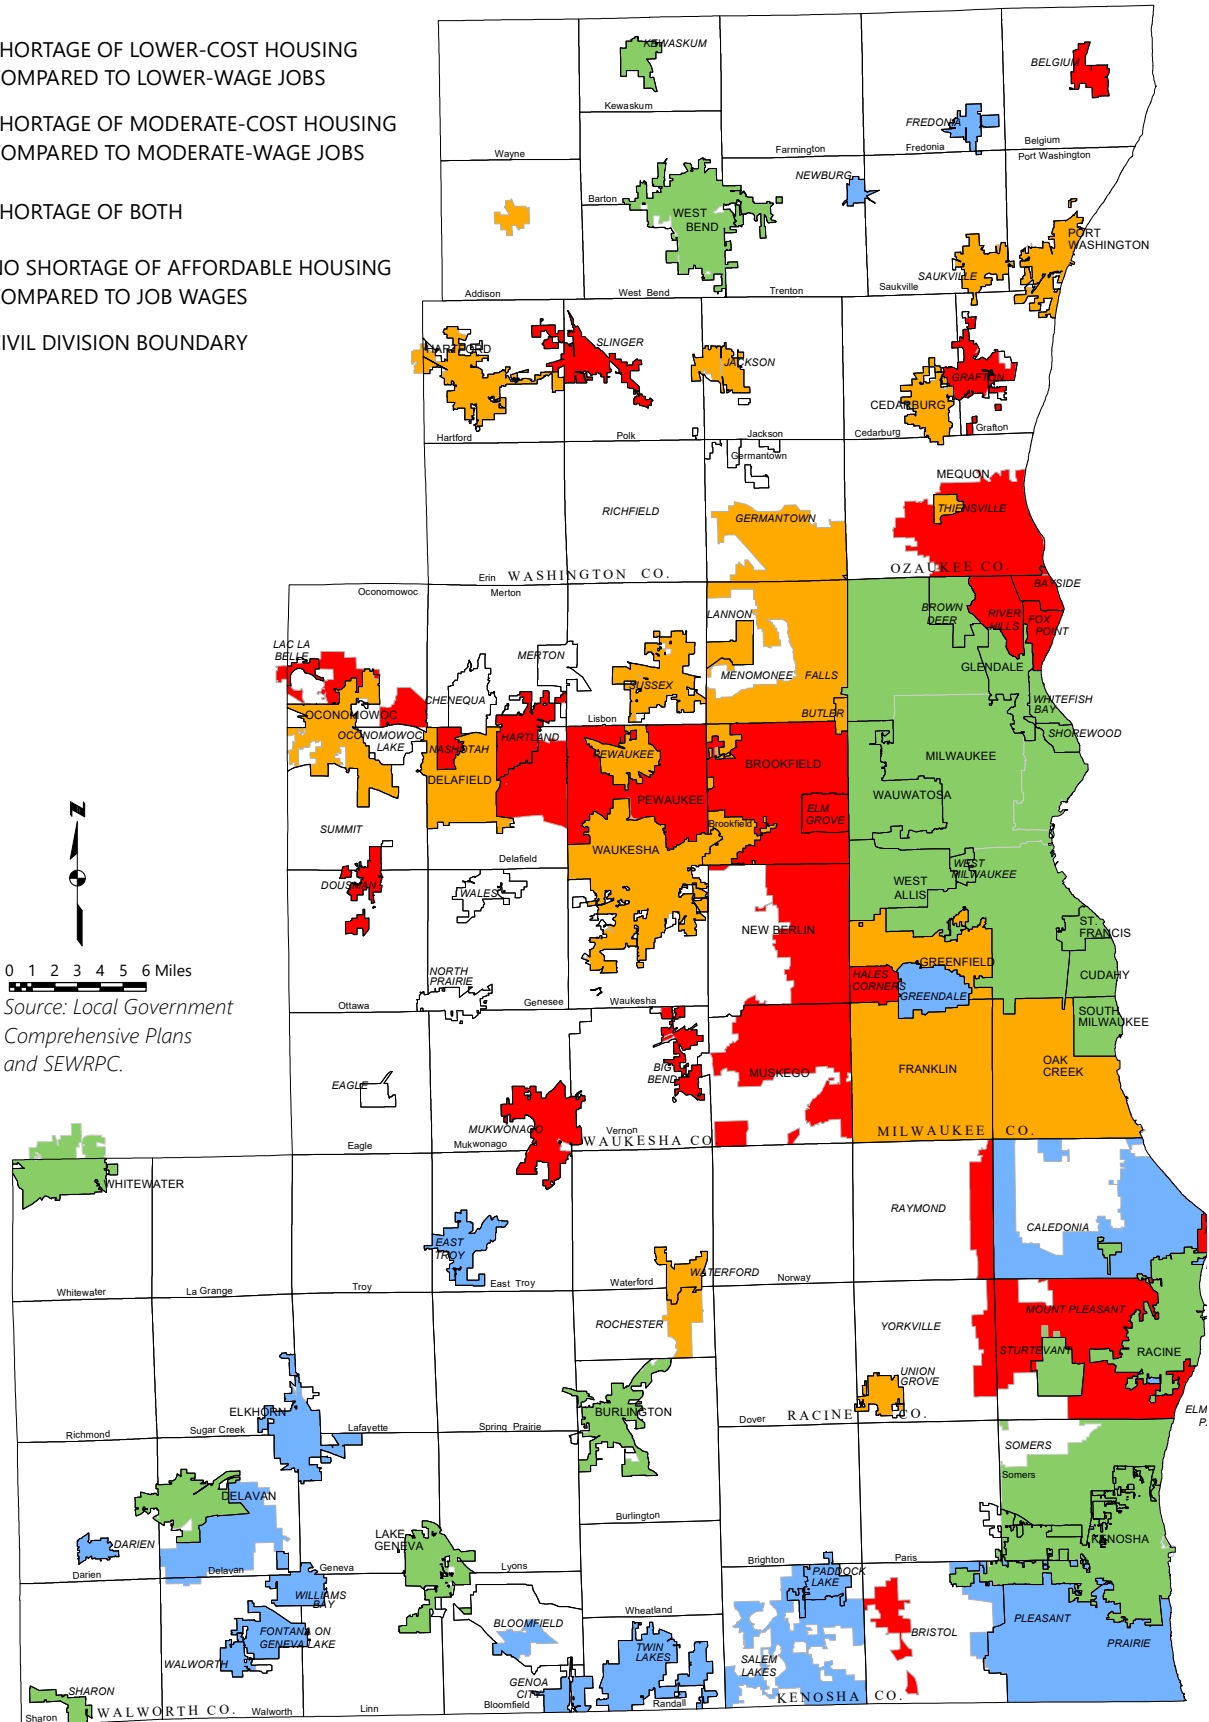 HORTAGE OF LOWER-COST HOUSING
OMPARED TO LOWER-WAGE JOBS
HORTAGE OF MODERATE-COST HOUSING
OMPARED TO MODERATE-WAGE JOBS
HORTAGE OF BOTH
NO SHORTAGE OF AFFORDABLE HOUSING
OMPARED TO JOB WAGES
CIVIL DIVISION BOUNDARY
KEWASKUM
Kewaskum
BELGIUM
Belgium
FREDONIA
Fredonia
Wayne
Farmington
Port Washington
NEWBURG
Barton
WEST
BEND
PORT
WASHINGTON
SAUKVILLE
Saukville
Addison
West Bend
Trenton
HARTFORD
SLINGER
JACKSON
GRAFTON
CEDARBURG
Hartford
Polk
Jackson
Cedarburg
Grafton
Germantown
MEQUON
RICHFIELD
GERMANTOWN
THIENSVILLE
Erin
WASHINGTON CO.
OZAUKEE CO.
Oconomowoc
Merton
BAYSIDE
LANNON
BROWN
DEER
RIVER
HILLS
FOX
POINT
LAC LA
BELLE
MERTON
GLENDALE
CHENEQUA
SUSSEX
MENOMONEE FALLS
WHITEFISH
BAY
OCONOMOWOC
Lisbon
BUTLER
SHOREWOOD
OCONOMOWOC
LAKE
NASHOTAH
HARTLAND
PEWAUKEE
BROOKFIELD
MILWAUKEE
DELAFIELD
PEWAUKEE
WAUWATOSA
ELM
GROVE
Brookfield
SUMMIT
WAUKESHA
Delafield
WEST
MILWAUKEE
DOUSMAN
WALES
WEST
ALLIS
NEW BERLIN
ST.
FRANCIS
GREENFIELD
NORTH
PRAIRIE
HALES
CORNERS
CUDAHY
GREENDALE
Ottawa
Genesee
Waukesha
0 1 2 3 4 5 6 Miles
Source: Local Government
Comprehensive Plans
and SEWRPC.
N
SOUTH
MILWAUKEE
BIG
BEND
MUSKEGO
FRANKLIN
OAK
CREEK
EAGLE
MUKWONAGO
Vernon
Eagle
Mukwonago
WAUKESHA CO.
MILWAUKEE CO.
WHITEWATER
RAYMOND
CALEDONIA
EAST
TROY
WATERFORD
Whitewater
La Grange
Troy
East Troy
Waterford
Norway
ROCHESTER
YORKVILLE
MOUNT PLEASANT
STURTEVANT
RACINE
UNION
GROVE
ELKHORN
BURLINGTON
Dover
RACINE CO.
ELM
P
Richmond
Sugar Creek
Lafayette
Spring Prairie
SOMERS
Somers
DELAVAN
Burlington
KENOSHA
LAKE
GENEVA
DARIEN
Darien
Delavan
Geneva
Lyons
Brighton
Paris
PADDOCK
LAKE
WILLIAMS
BAY
Wheatland
BLOOMFIELD
PLEASANT
PRAIRIE
FONTANA ON
GENEVA LAKE
BRISTOL
WALWORTH
TWIN
LAKES
SALEM
LAKES
GENOA
CITY
SHARON
Sharon
WALWORTH CO.
Walworth
Linn
Bloomfield
Randall
KENOSHA CO.